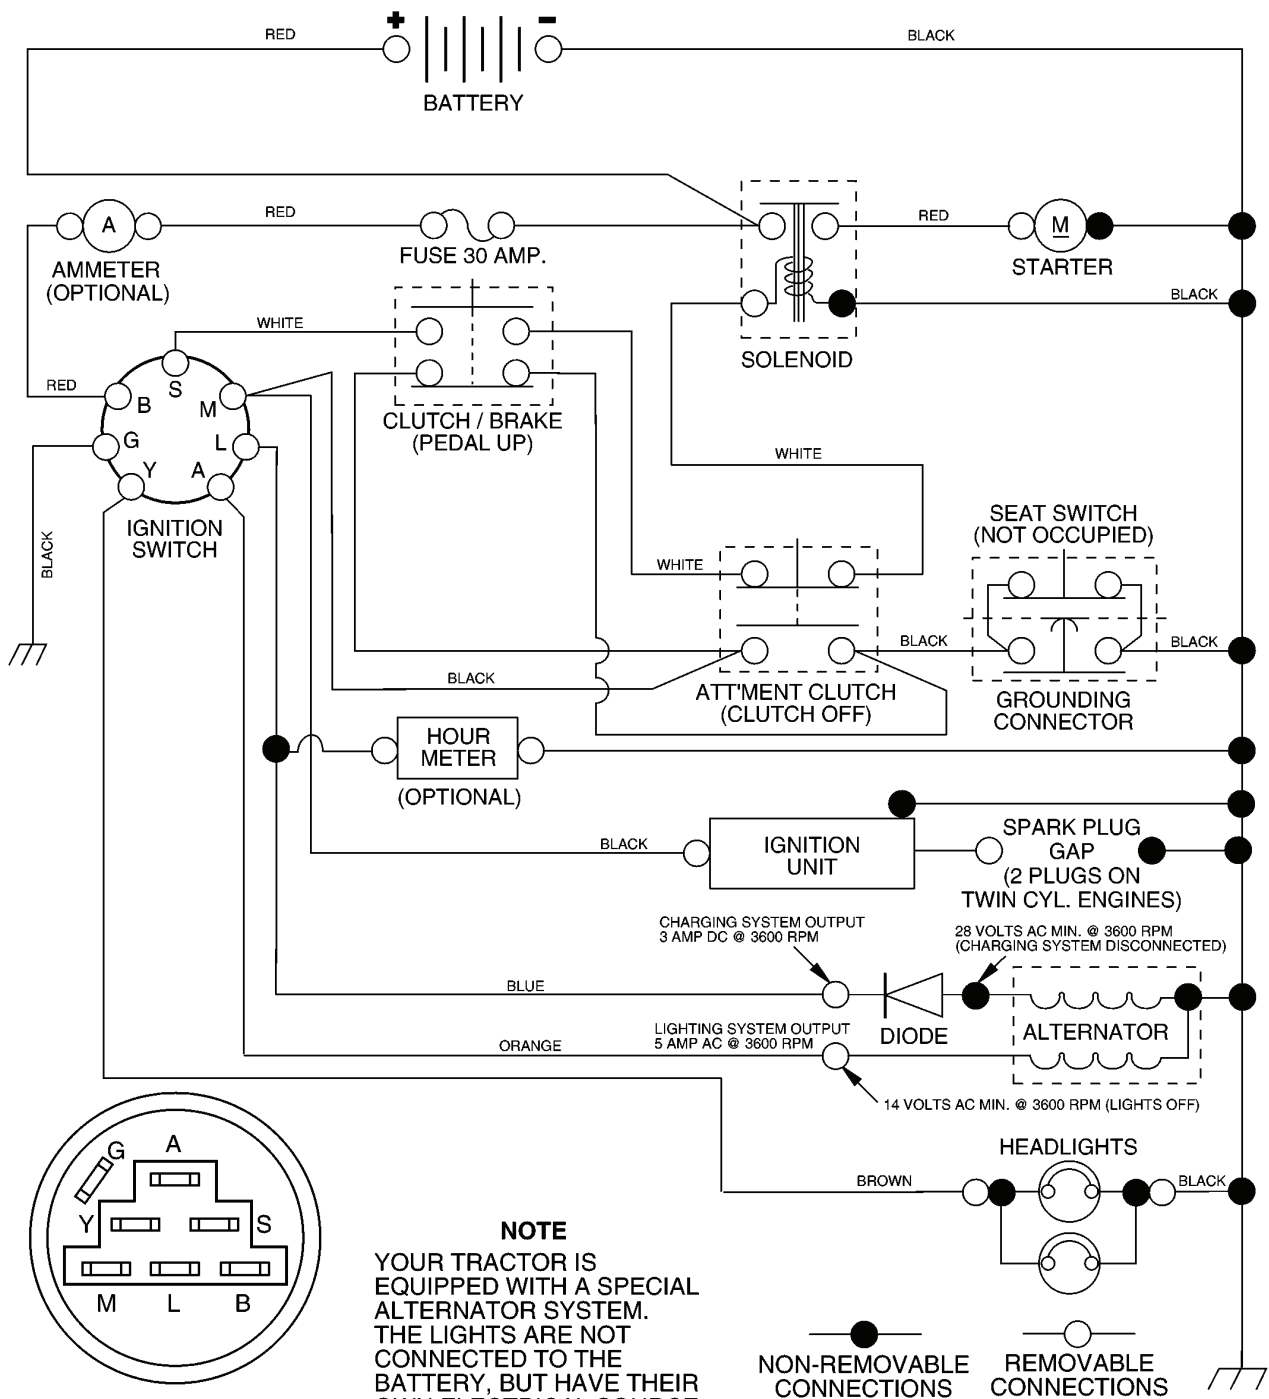 RED
+
-
BLACK
BATTERY
A
RED
AMMETER
(OPTIONAL)
FUSE 30 AMP.
RED
M
STARTER
BLACK
SOLENOID
WHITE
CLUTCH / BRAKE
(PEDAL UP)
RED
S
B
M
G
L
Y
A
IGNITION
SWITCH
BLACK
WHITE
SEAT SWITCH
(NOT OCCUPIED)
WHITE
BLACK
BLACK
BLACK
ATT'MENT CLUTCH
(CLUTCH OFF)
GROUNDING
CONNECTOR
HOUR
METER
(OPTIONAL)
BLACK
IGNITION
UNIT
SPARK PLUG
GAP
(2 PLUGS ON
TWIN CYL. ENGINES)
CHARGING SYSTEM OUTPUT
3 AMP DC @ 3600 RPM
28 VOLTS AC MIN. @ 3600 RPM
(CHARGING SYSTEM DISCONNECTED)
BLUE
DIODE
ALTERNATOR
LIGHTING SYSTEM OUTPUT
5 AMP AC @ 3600 RPM
ORANGE
14 VOLTS AC MIN. @ 3600 RPM (LIGHTS OFF)
HEADLIGHTS
BROWN
BLACK
G
A
Y
S
M
L
B
NOTE
YOUR TRACTOR IS
EQUIPPED WITH A SPECIAL
ALTERNATOR SYSTEM.
THE LIGHTS ARE NOT
CONNECTED TO THE
BATTERY, BUT HAVE THEIR
NON-REMOVABLE
CONNECTIONS
REMOVABLE
CONNECTIONS